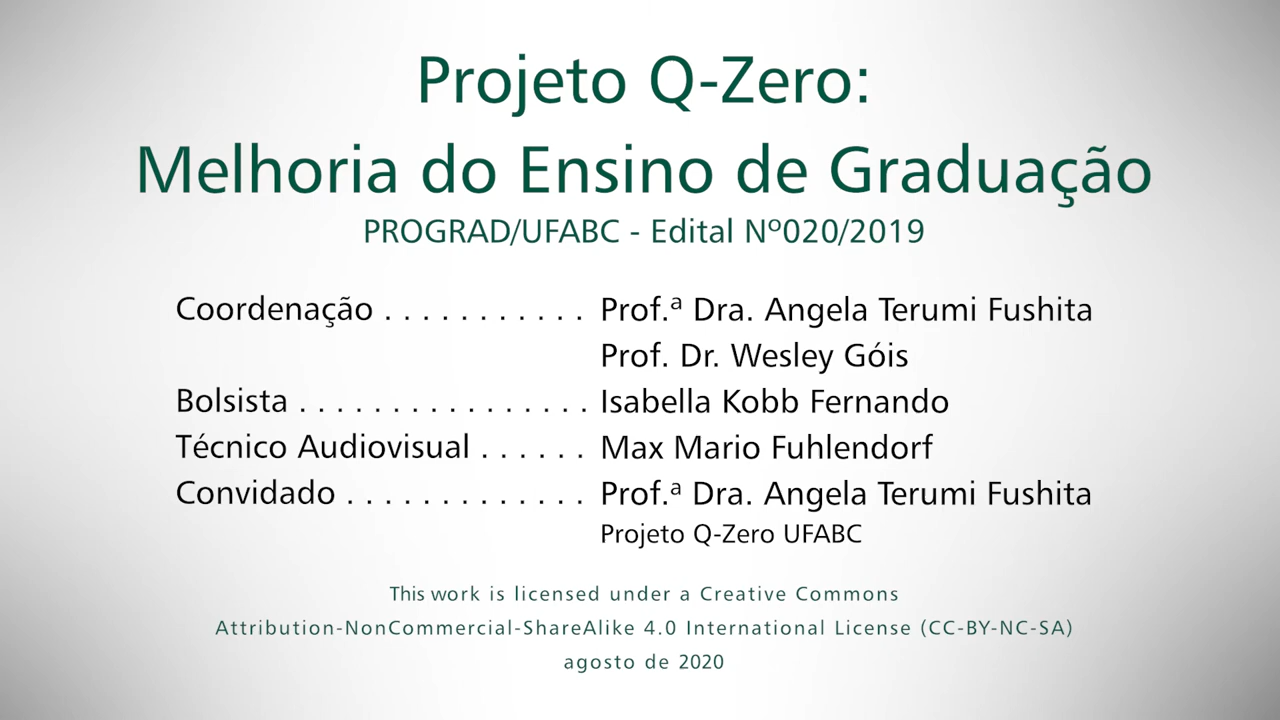 Projeto Q-Zero:
Melhoria do Ensino de Graduação
PROGRAD/UFABC - Edital Nº020/2019
Coordenação . . . . . . . . . . . Prof.ª Dra. Angela Terumi Fushita
Prof. Dr. Wesley Góis
Bolsista . . . . . . . . . . . . . . . . Isabella Kobb Fernando
Técnico Audiovisual . . . . . . Max Mario Fuhlendorf
Convidado . . . . . . . . . . . . . Prof.ª Dra. Angela Terumi Fushita
Projeto Q-Zero UFABC
This work is licensed under a Creative Commons
Attribution-NonCommercial-ShareAlike 4.0 International License (CC-BY-NC-SA)
agosto de 2020